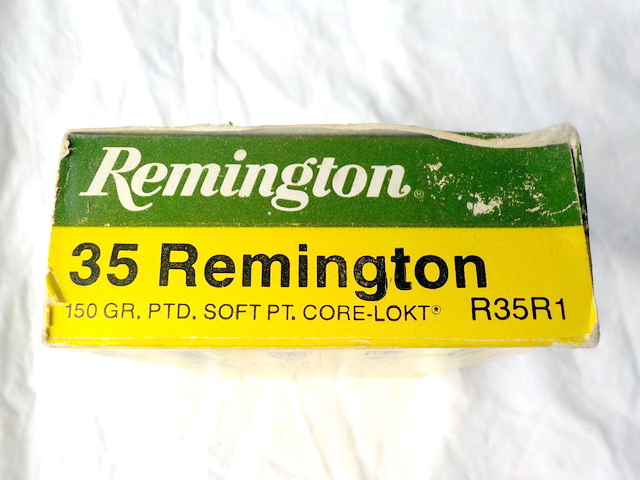 Remington®
35 Remington
150 GR. PTD. SOFT PT. CORE-LOKT® R35R1